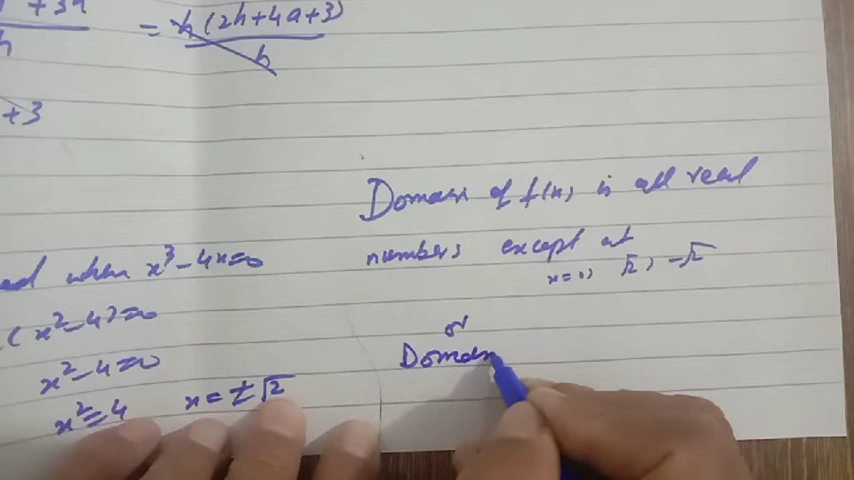 +3h
h
= h (2h+4a+3)
h
+3
Domain of f(x) is all real
numbers except at
x=0, √2, -√2
when x³-4x=0
(x²-4)=0
x²-4=0
x²=4 x=±√2
or
Domain